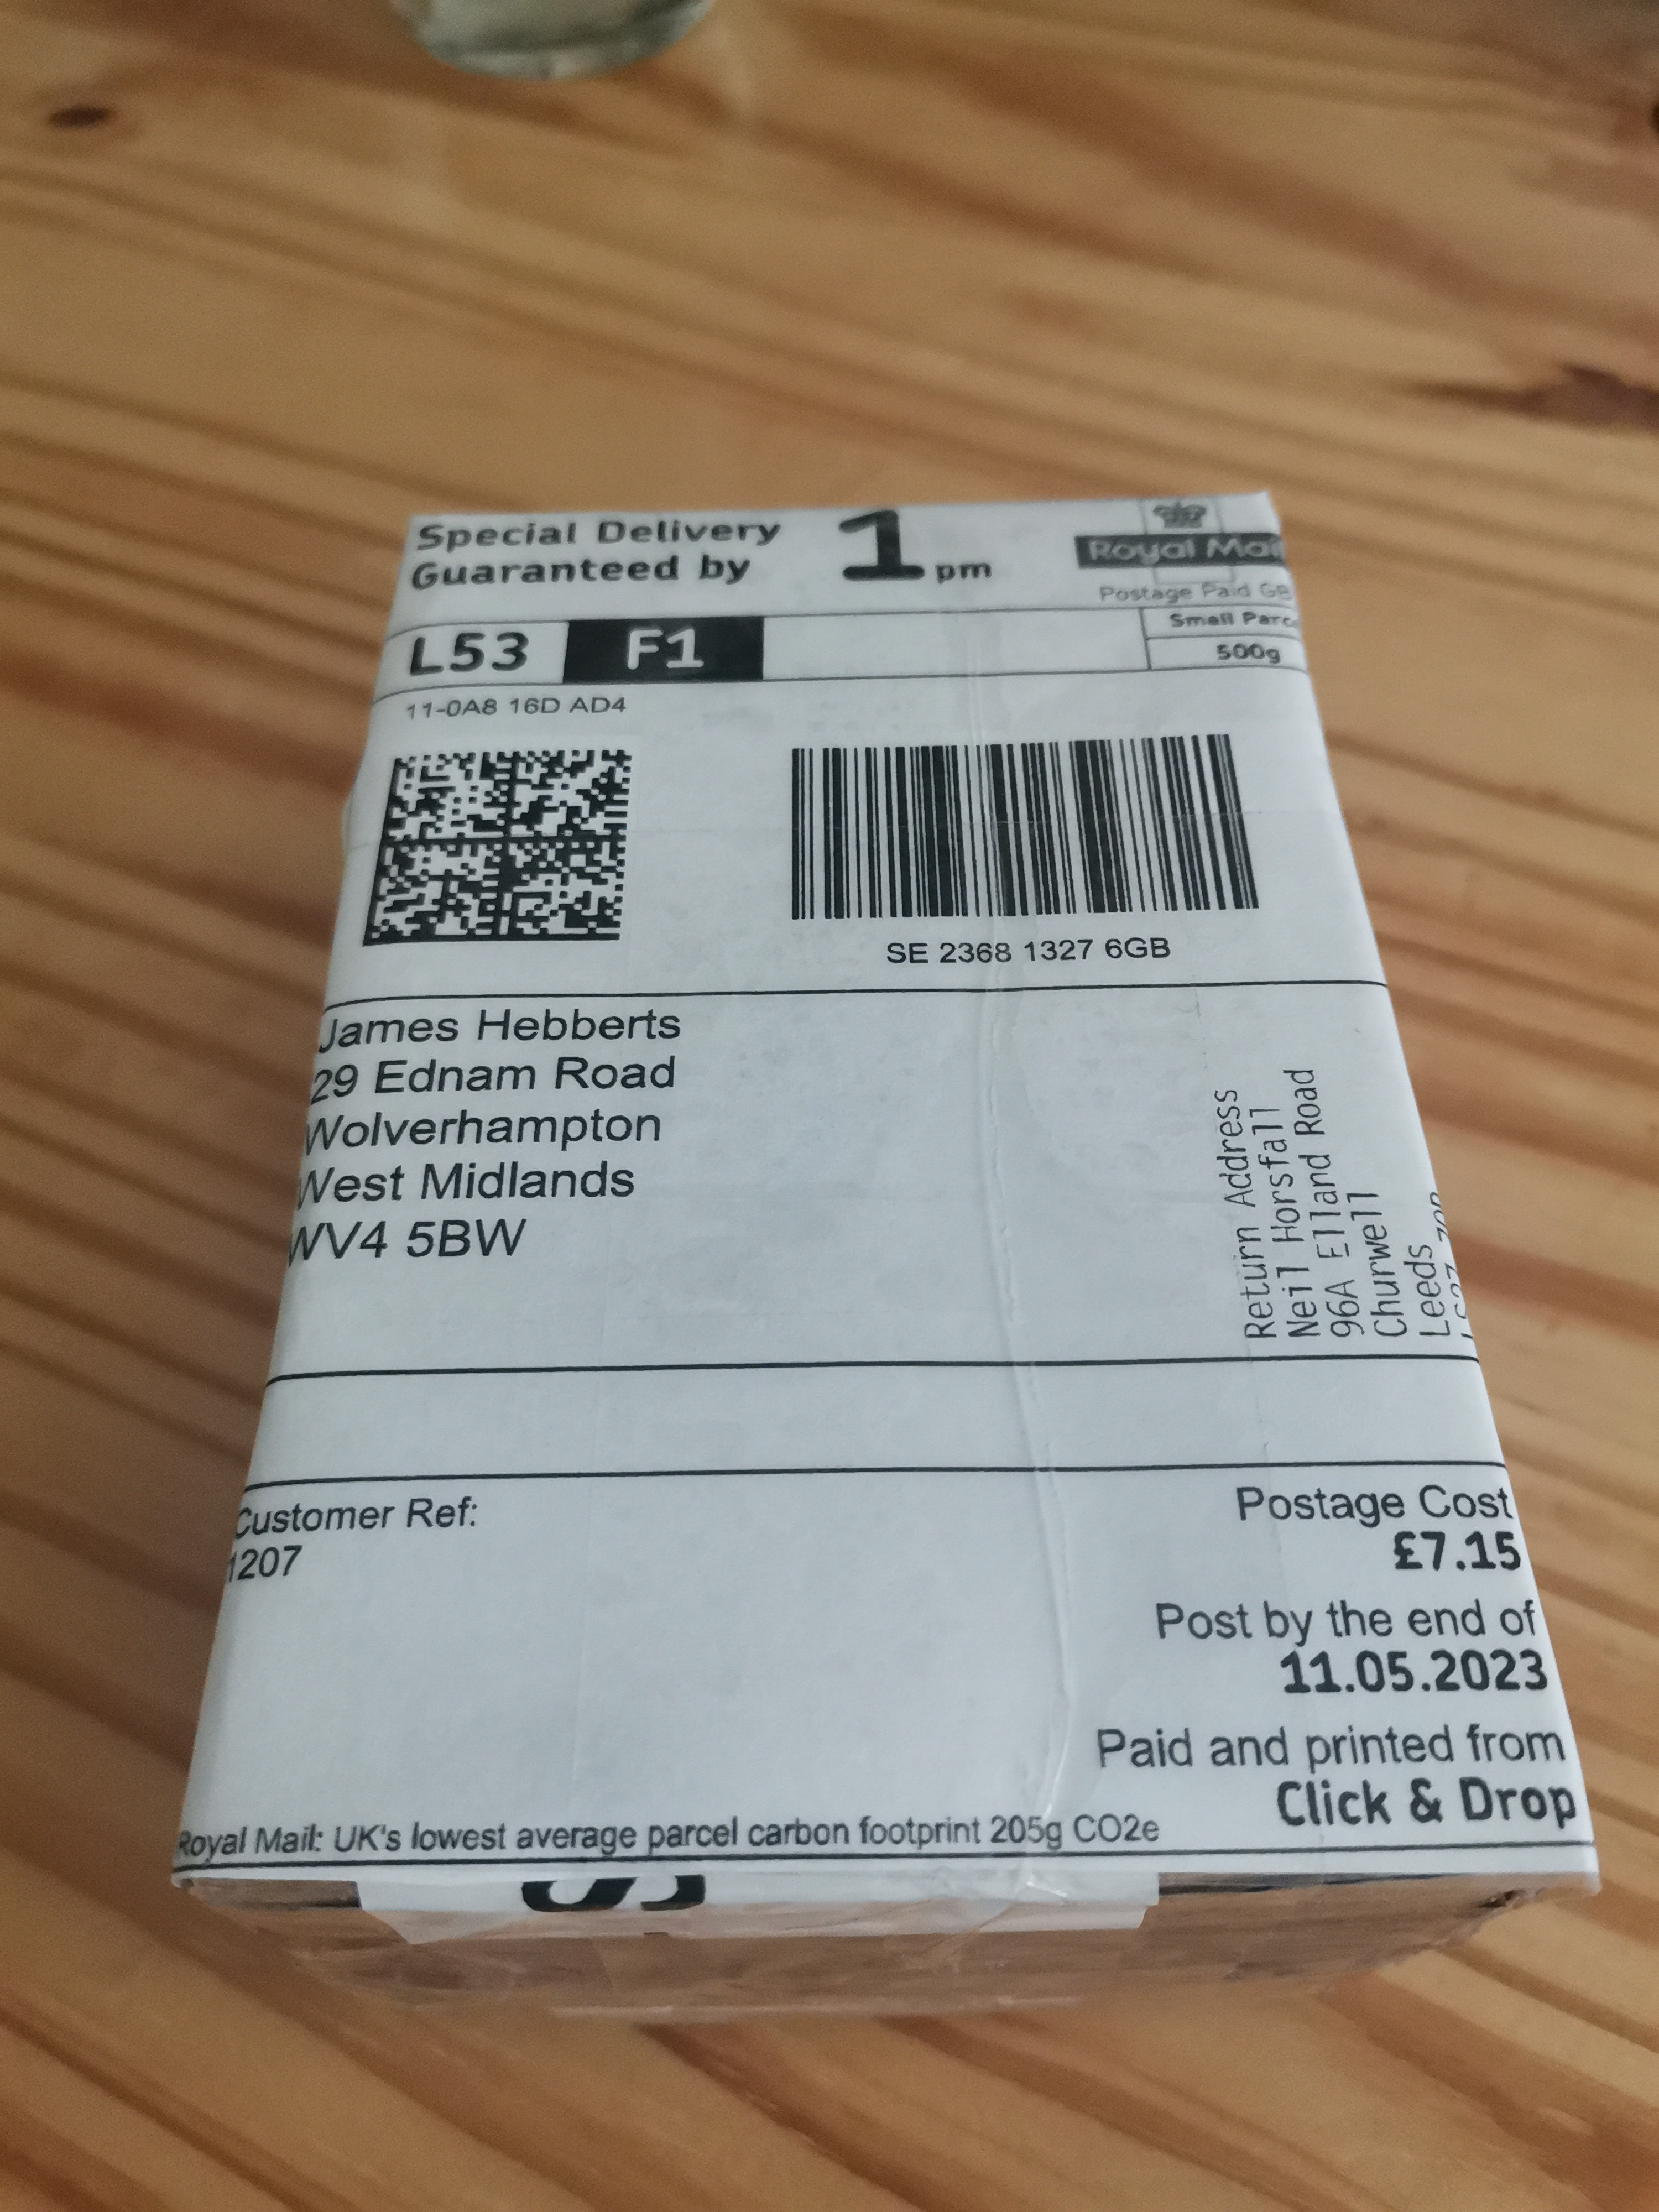 Special Delivery
Guaranteed by
1 pm
Royal Mail
Postage Paid GB
L53 F1
Small Parc
500g
11-0A8 16D AD4
SE 2368 1327 6GB
James Hebberts
29 Ednam Road
Wolverhampton
West Midlands
WV4 5BW
Return Address
Neil Horsfall
96A Elland Road
Churwell
Leeds
Customer Ref:
1207
Postage Cost
£7.15
Post by the end of
11.05.2023
Paid and printed from
Click & Drop
Royal Mail: UK's lowest average parcel carbon footprint 205g CO2e